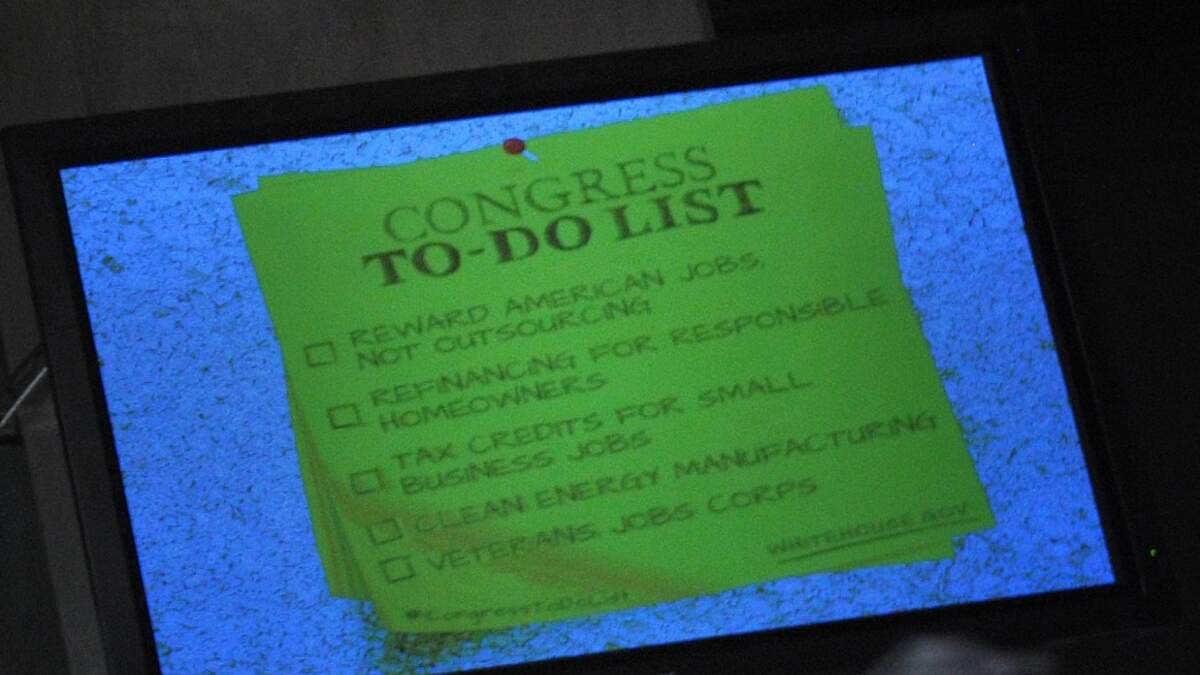 CONGRESS
TO-DO LIST
REWARD AMERICAN JOBS,
NOT OUTSOURCING
REFINANCING FOR RESPONSIBLE
HOMEOWNERS
TAX CREDITS FOR SMALL
BUSINESS JOBS
CLEAN ENERGY MANUFACTURING
VETERANS JOBS CORPS
WHITEHOUSE.GOV
#CongressToDoList